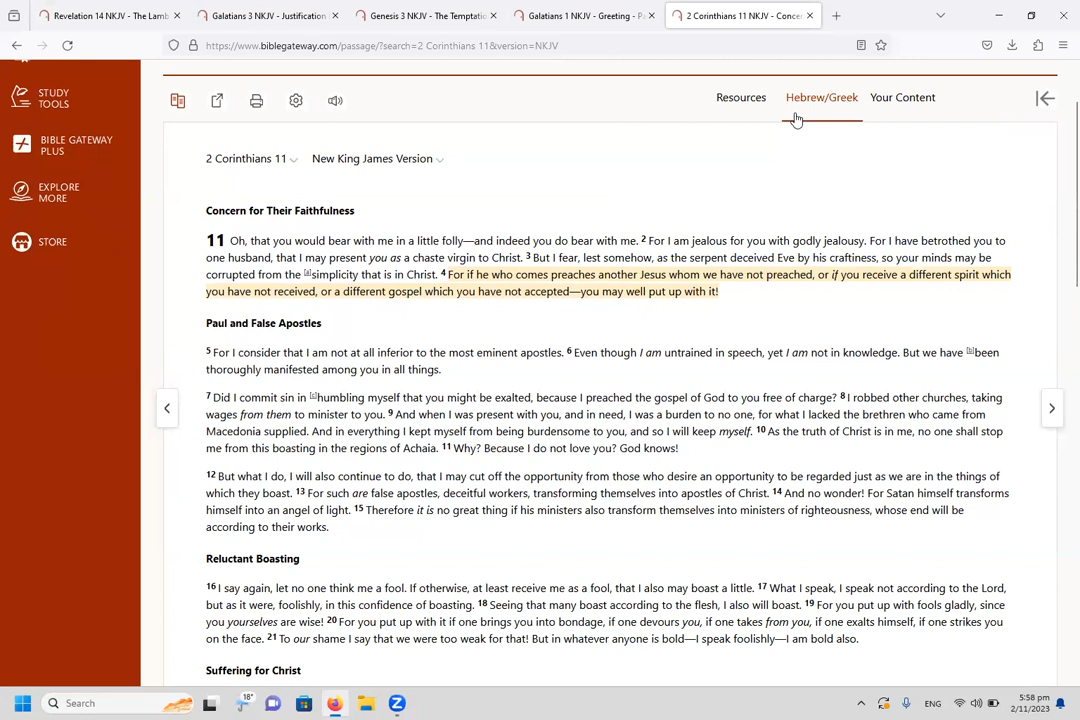 Revelation 14 NKJV - The Lamb
Galatians 3 NKJV - Justification
Genesis 3 NKJV - The Temptatio
Galatians 1 NKJV - Greeting - Pa
2 Corinthians 11 NKJV - Concer
https://www.biblegateway.com/passage/?search=2 Corinthians 11&version=NKJV
STUDY
TOOLS
BIBLE GATEWAY
PLUS
EXPLORE
MORE
STORE
Resources
Hebrew/Greek
Your Content
2 Corinthians 11
New King James Version
Concern for Their Faithfulness
11 Oh, that you would bear with me in a little folly—and indeed you do bear with me. 2 For I am jealous for you with godly jealousy. For I have betrothed you to
one husband, that I may present you as a chaste virgin to Christ. 3 But I fear, lest somehow, as the serpent deceived Eve by his craftiness, so your minds may be
corrupted from the [a]simplicity that is in Christ. 4 For if he who comes preaches another Jesus whom we have not preached, or if you receive a different spirit which
you have not received, or a different gospel which you have not accepted—you may well put up with it!
Paul and False Apostles
5 For I consider that I am not at all inferior to the most eminent apostles. 6 Even though I am untrained in speech, yet I am not in knowledge. But we have [b]been
thoroughly manifested among you in all things.
7 Did I commit sin in [c]humbling myself that you might be exalted, because I preached the gospel of God to you free of charge? 8 I robbed other churches, taking
wages from them to minister to you. 9 And when I was present with you, and in need, I was a burden to no one, for what I lacked the brethren who came from
Macedonia supplied. And in everything I kept myself from being burdensome to you, and so I will keep myself. 10 As the truth of Christ is in me, no one shall stop
me from this boasting in the regions of Achaia. 11 Why? Because I do not love you? God knows!
12 But what I do, I will also continue to do, that I may cut off the opportunity from those who desire an opportunity to be regarded just as we are in the things of
which they boast. 13 For such are false apostles, deceitful workers, transforming themselves into apostles of Christ. 14 And no wonder! For Satan himself transforms
himself into an angel of light. 15 Therefore it is no great thing if his ministers also transform themselves into ministers of righteousness, whose end will be
according to their works.
Reluctant Boasting
16 I say again, let no one think me a fool. If otherwise, at least receive me as a fool, that I also may boast a little. 17 What I speak, I speak not according to the Lord,
but as it were, foolishly, in this confidence of boasting. 18 Seeing that many boast according to the flesh, I also will boast. 19 For you put up with fools gladly, since
you yourselves are wise! 20 For you put up with it if one brings you into bondage, if one devours you, if one takes from you, if one exalts himself, if one strikes you
on the face. 21 To our shame I say that we were too weak for that! But in whatever anyone is bold—I speak foolishly—I am bold also.
Suffering for Christ
Search
18°
ENG
5:58 pm
2/11/2023